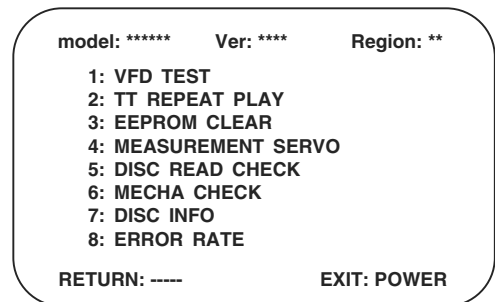 model: ****** Ver: **** Region: **
1: VFD TEST
2: TT REPEAT PLAY
3: EEPROM CLEAR
4: MEASUREMENT SERVO
5: DISC READ CHECK
6: MECHA CHECK
7: DISC INFO
8: ERROR RATE
RETURN: ----- EXIT: POWER